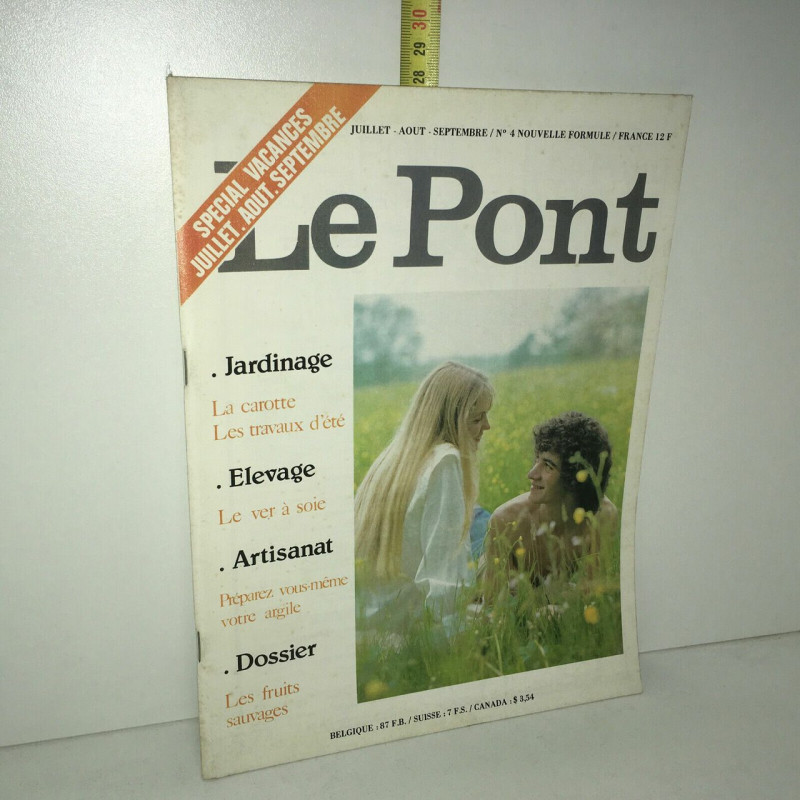 28 29 30
SPECIAL VACANCES
JUILLET. AOUT. SEPTEMBRE
JUILLET - AOUT - SEPTEMBRE / N° 4 NOUVELLE FORMULE / FRANCE 12 F
Le Pont
. Jardinage
La carotte
Les travaux d'été
. Elevage
Le ver à soie
. Artisanat
Préparez vous-même
votre argile
. Dossier
Les fruits
sauvages
BELGIQUE : 87 F.B. / SUISSE : 7 F.S. / CANADA : $ 3,54